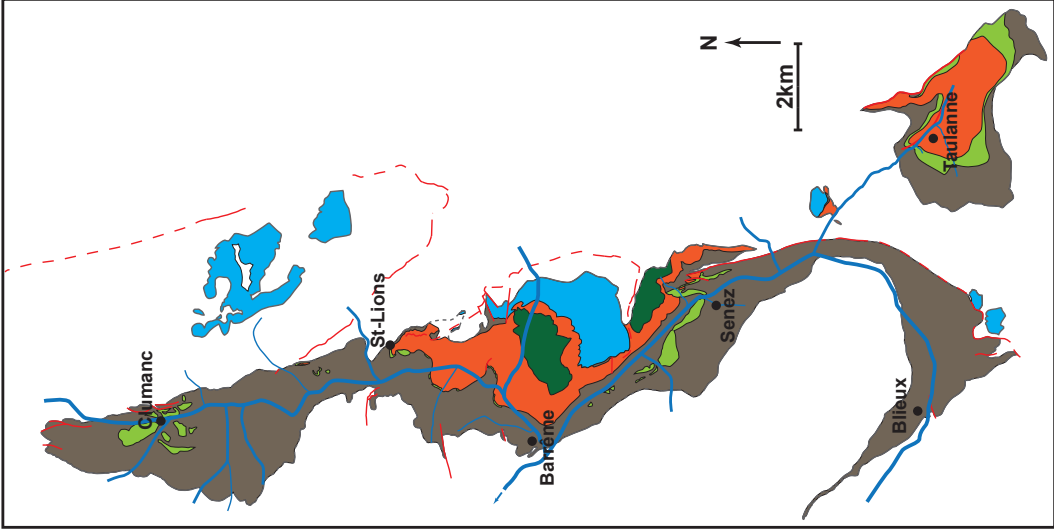 N
2km
Clumanc
St-Lions
Taulanne
Senez
Barrême
Blieux